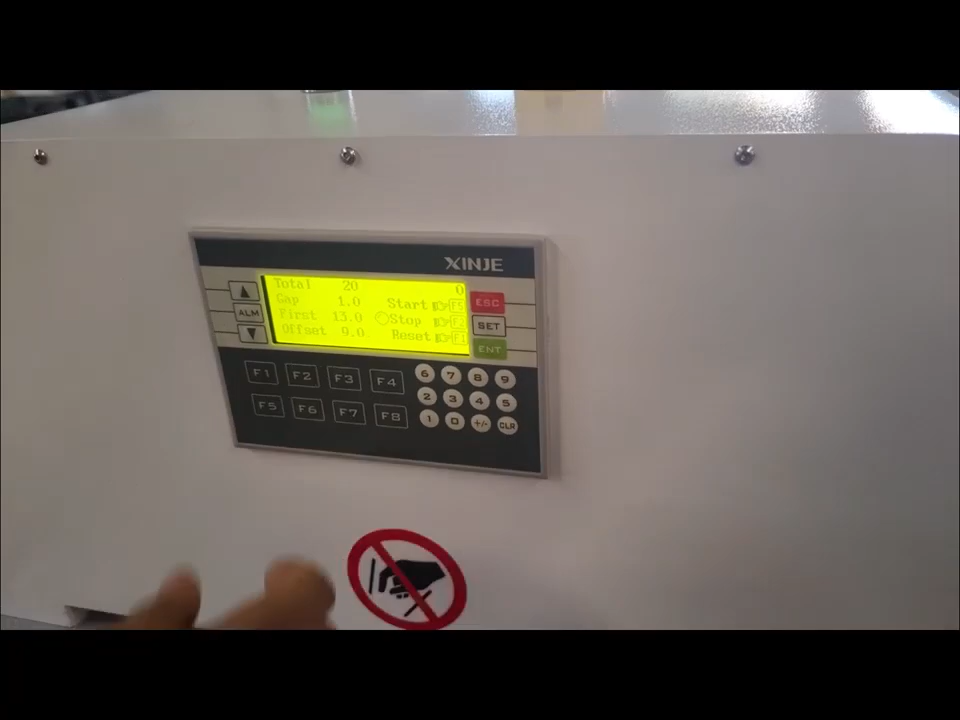 XINJE
Total 20 0
Gap 1.0 Start F5
First 13.0 Stop F2
Offset 9.0 Reset F1
ALM
ESC
SET
ENT
F1 F2 F3 F4
F5 F6 F7 F8
6 7 8 9
2 3 4 5
1 0 +/- CLR